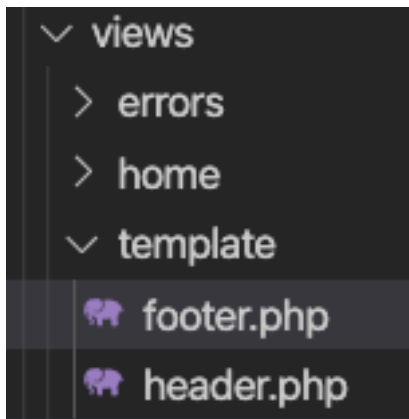 views
errors
home
template
footer.php
header.php